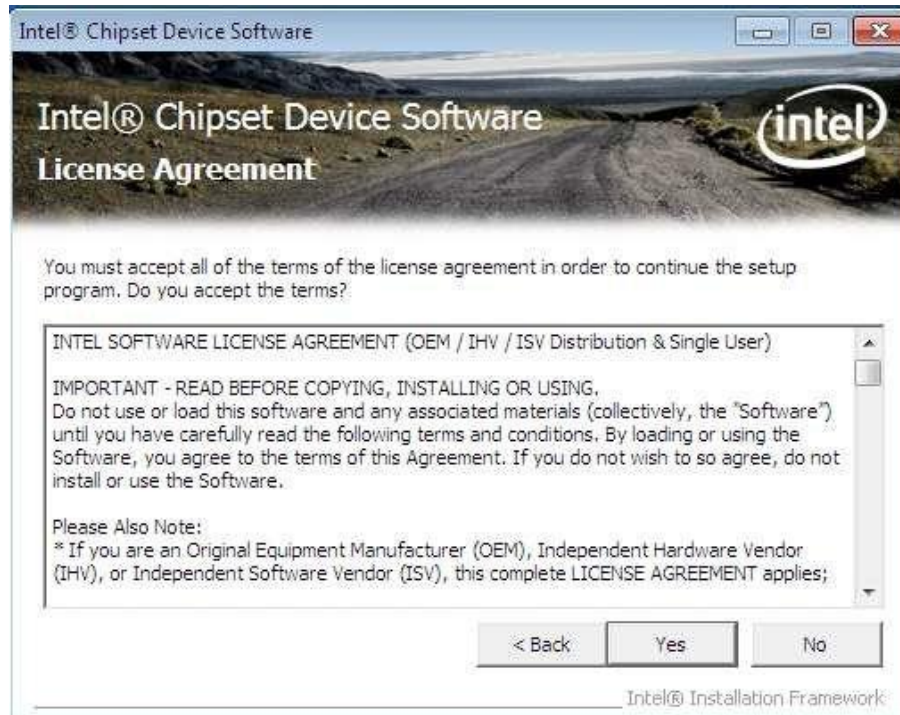 Intel® Chipset Device Software
Intel® Chipset Device Software
intel
License Agreement
You must accept all of the terms of the license agreement in order to continue the setup
program. Do you accept the terms?
INTEL SOFTWARE LICENSE AGREEMENT (OEM / IHV / ISV Distribution & Single User)
IMPORTANT - READ BEFORE COPYING, INSTALLING OR USING.
Do not use or load this software and any associated materials (collectively, the "Software")
until you have carefully read the following terms and conditions. By loading or using the
Software, you agree to the terms of this Agreement. If you do not wish to so agree, do not
install or use the Software.
Please Also Note:
* If you are an Original Equipment Manufacturer (OEM), Independent Hardware Vendor
(IHV), or Independent Software Vendor (ISV), this complete LICENSE AGREEMENT applies;
< Back Yes No
Intel® Installation Framework